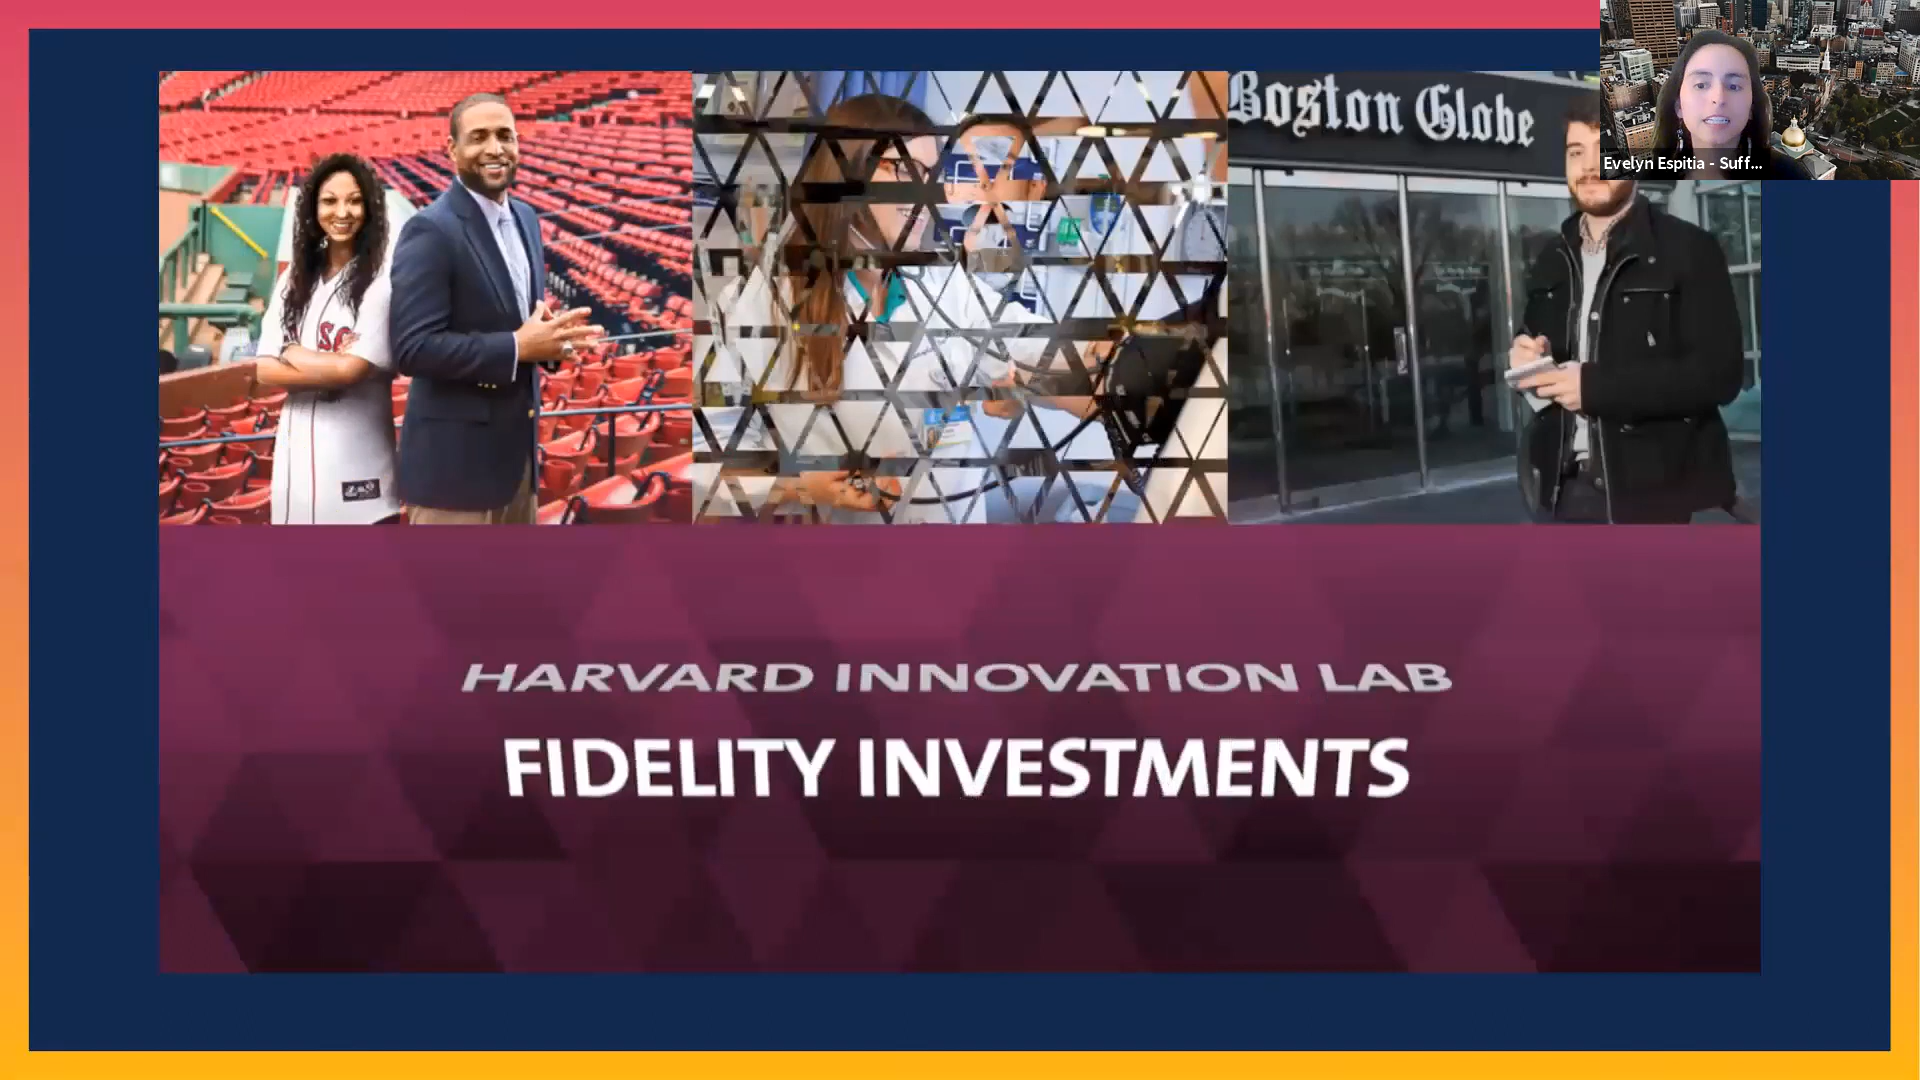 Boston Globe
Evelyn Espitia - Suff...
HARVARD INNOVATION LAB
FIDELITY INVESTMENTS